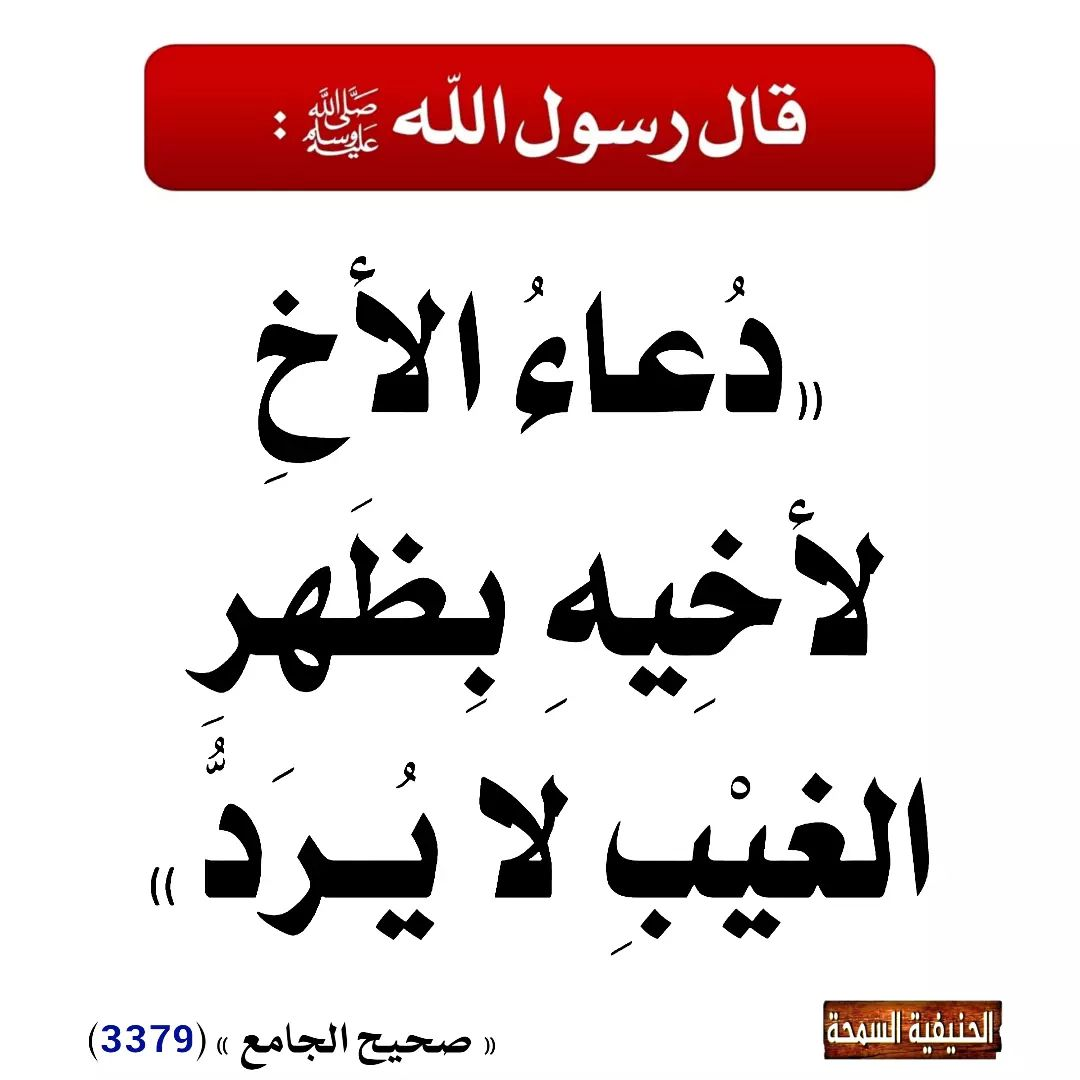 قال رسول الله ﷺ :
((دُعاءُ الأخِ
لأخِيهِ بِظَهرِ
الغيْبِ لا يُـرَدُّ ))
(( صحيح الجامع )) (3379)
الحنيفية السمحة